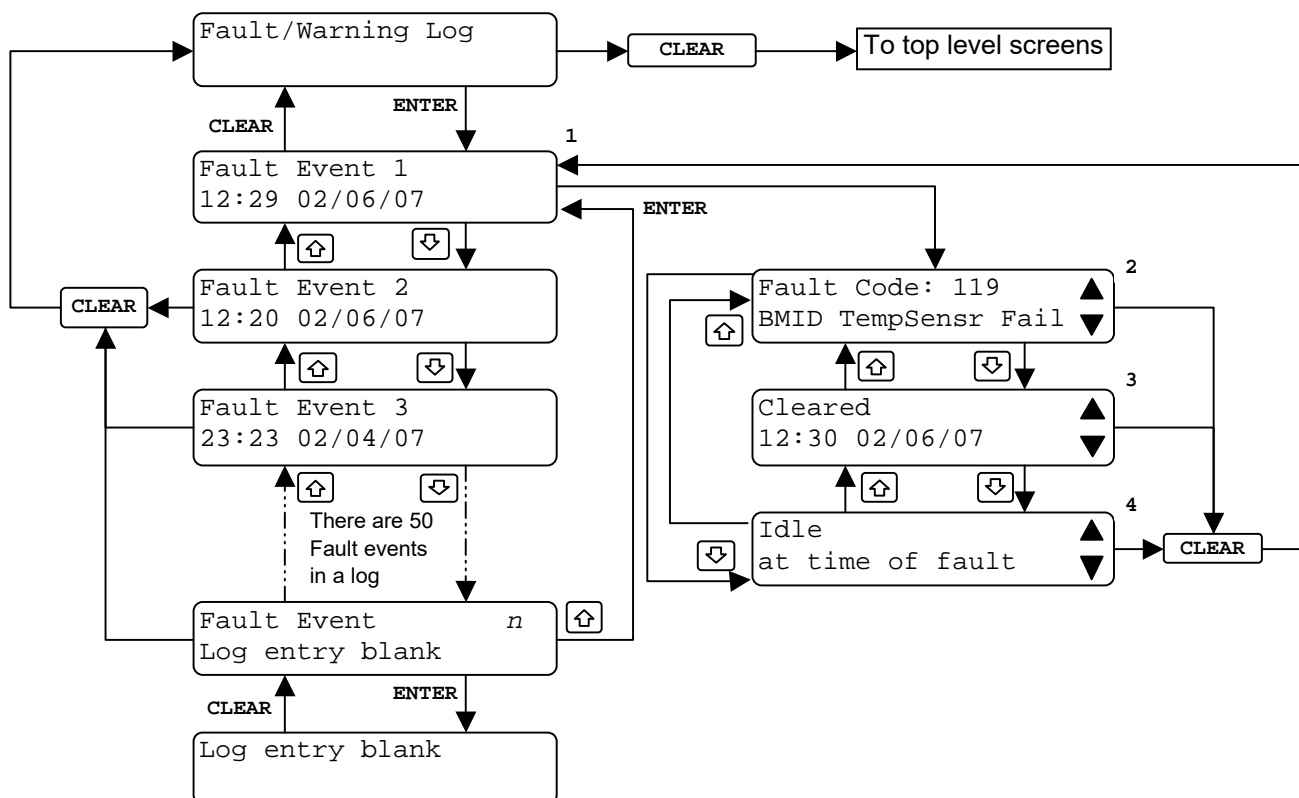 Fault/Warning Log
CLEAR
To top level screens
CLEAR
ENTER
1
Fault Event 1
12:29 02/06/07
ENTER
Fault Event 2
12:20 02/06/07
CLEAR
Fault Code: 119
BMID TempSensr Fail
2
Fault Event 3
23:23 02/04/07
Cleared
12:30 02/06/07
3
There are 50
Fault events
in a log
Idle
at time of fault
4
CLEAR
Fault Event n
Log entry blank
CLEAR
ENTER
Log entry blank